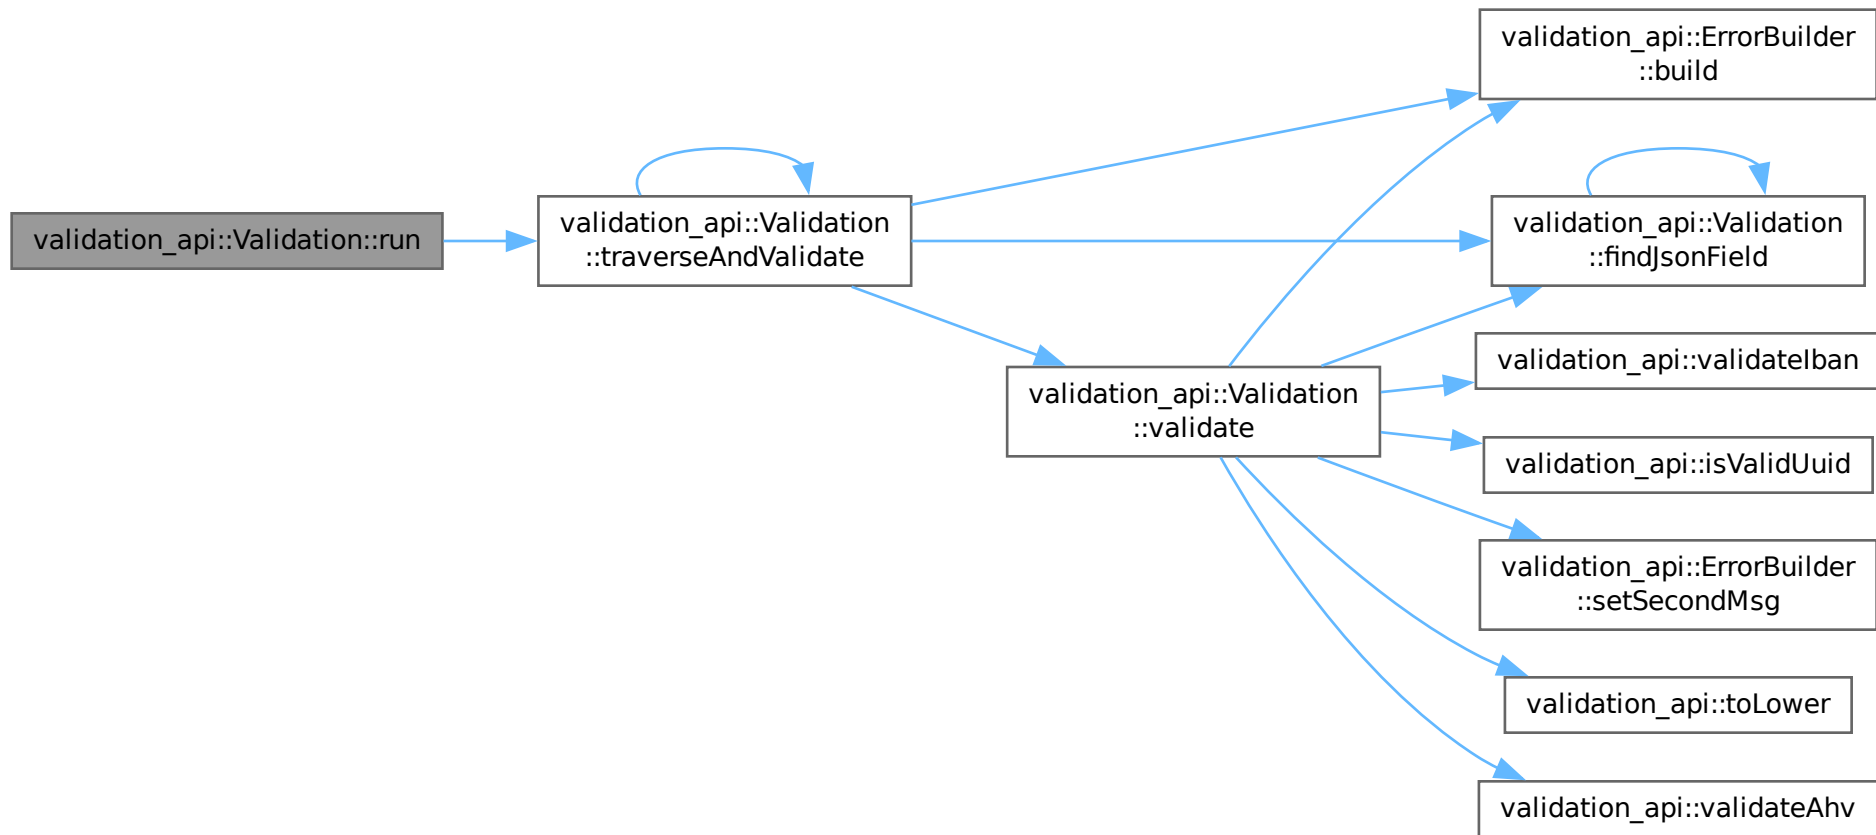 validation_api::Validation::run
validation_api::Validation
::traverseAndValidate
validation_api::Validation
::validate
validation_api::ErrorBuilder
::build
validation_api::Validation
::findJsonField
validation_api::validateIban
validation_api::isValidUuid
validation_api::ErrorBuilder
::setSecondMsg
validation_api::toLower
validation_api::validateAhv